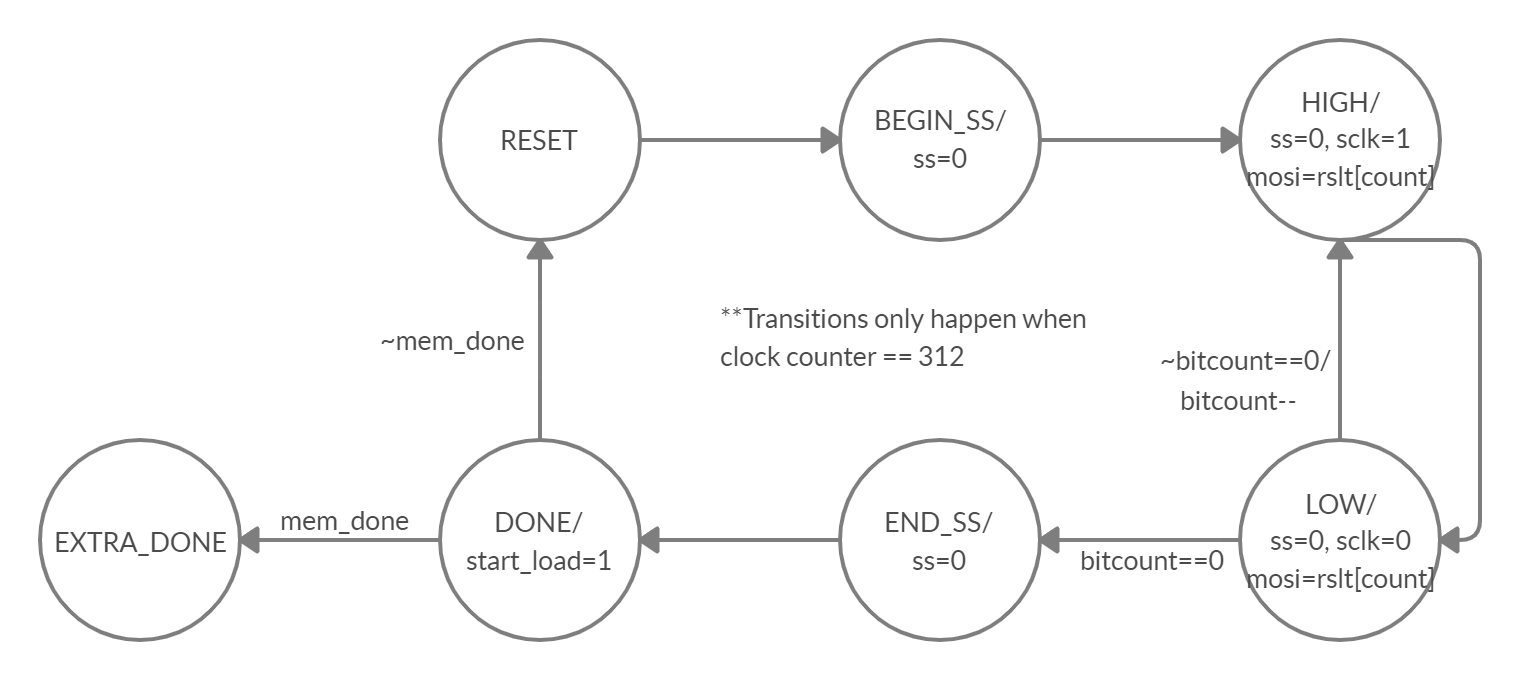 RESET
BEGIN_SS/
ss=0
HIGH/
ss=0, sclk=1
mosi=rslt[count]
~mem_done
**Transitions only happen when
clock counter == 312
~bitcount==0/
bitcount--
EXTRA_DONE
mem_done
DONE/
start_load=1
END_SS/
ss=0
bitcount==0
LOW/
ss=0, sclk=0
mosi=rslt[count]